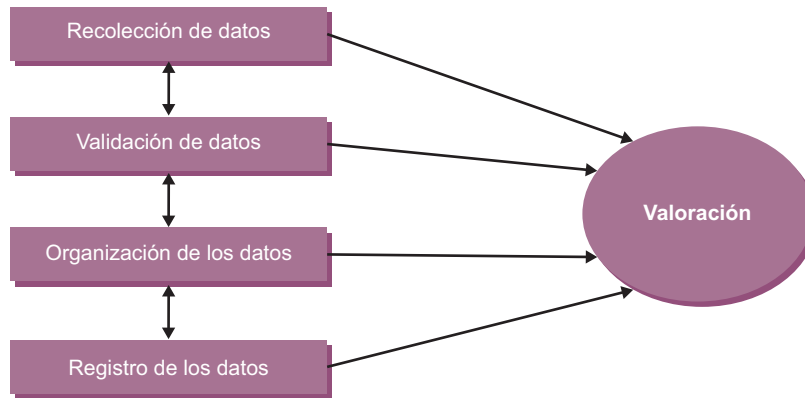 Recolección de datos
Validación de datos
Organización de los datos
Registro de los datos
Valoración